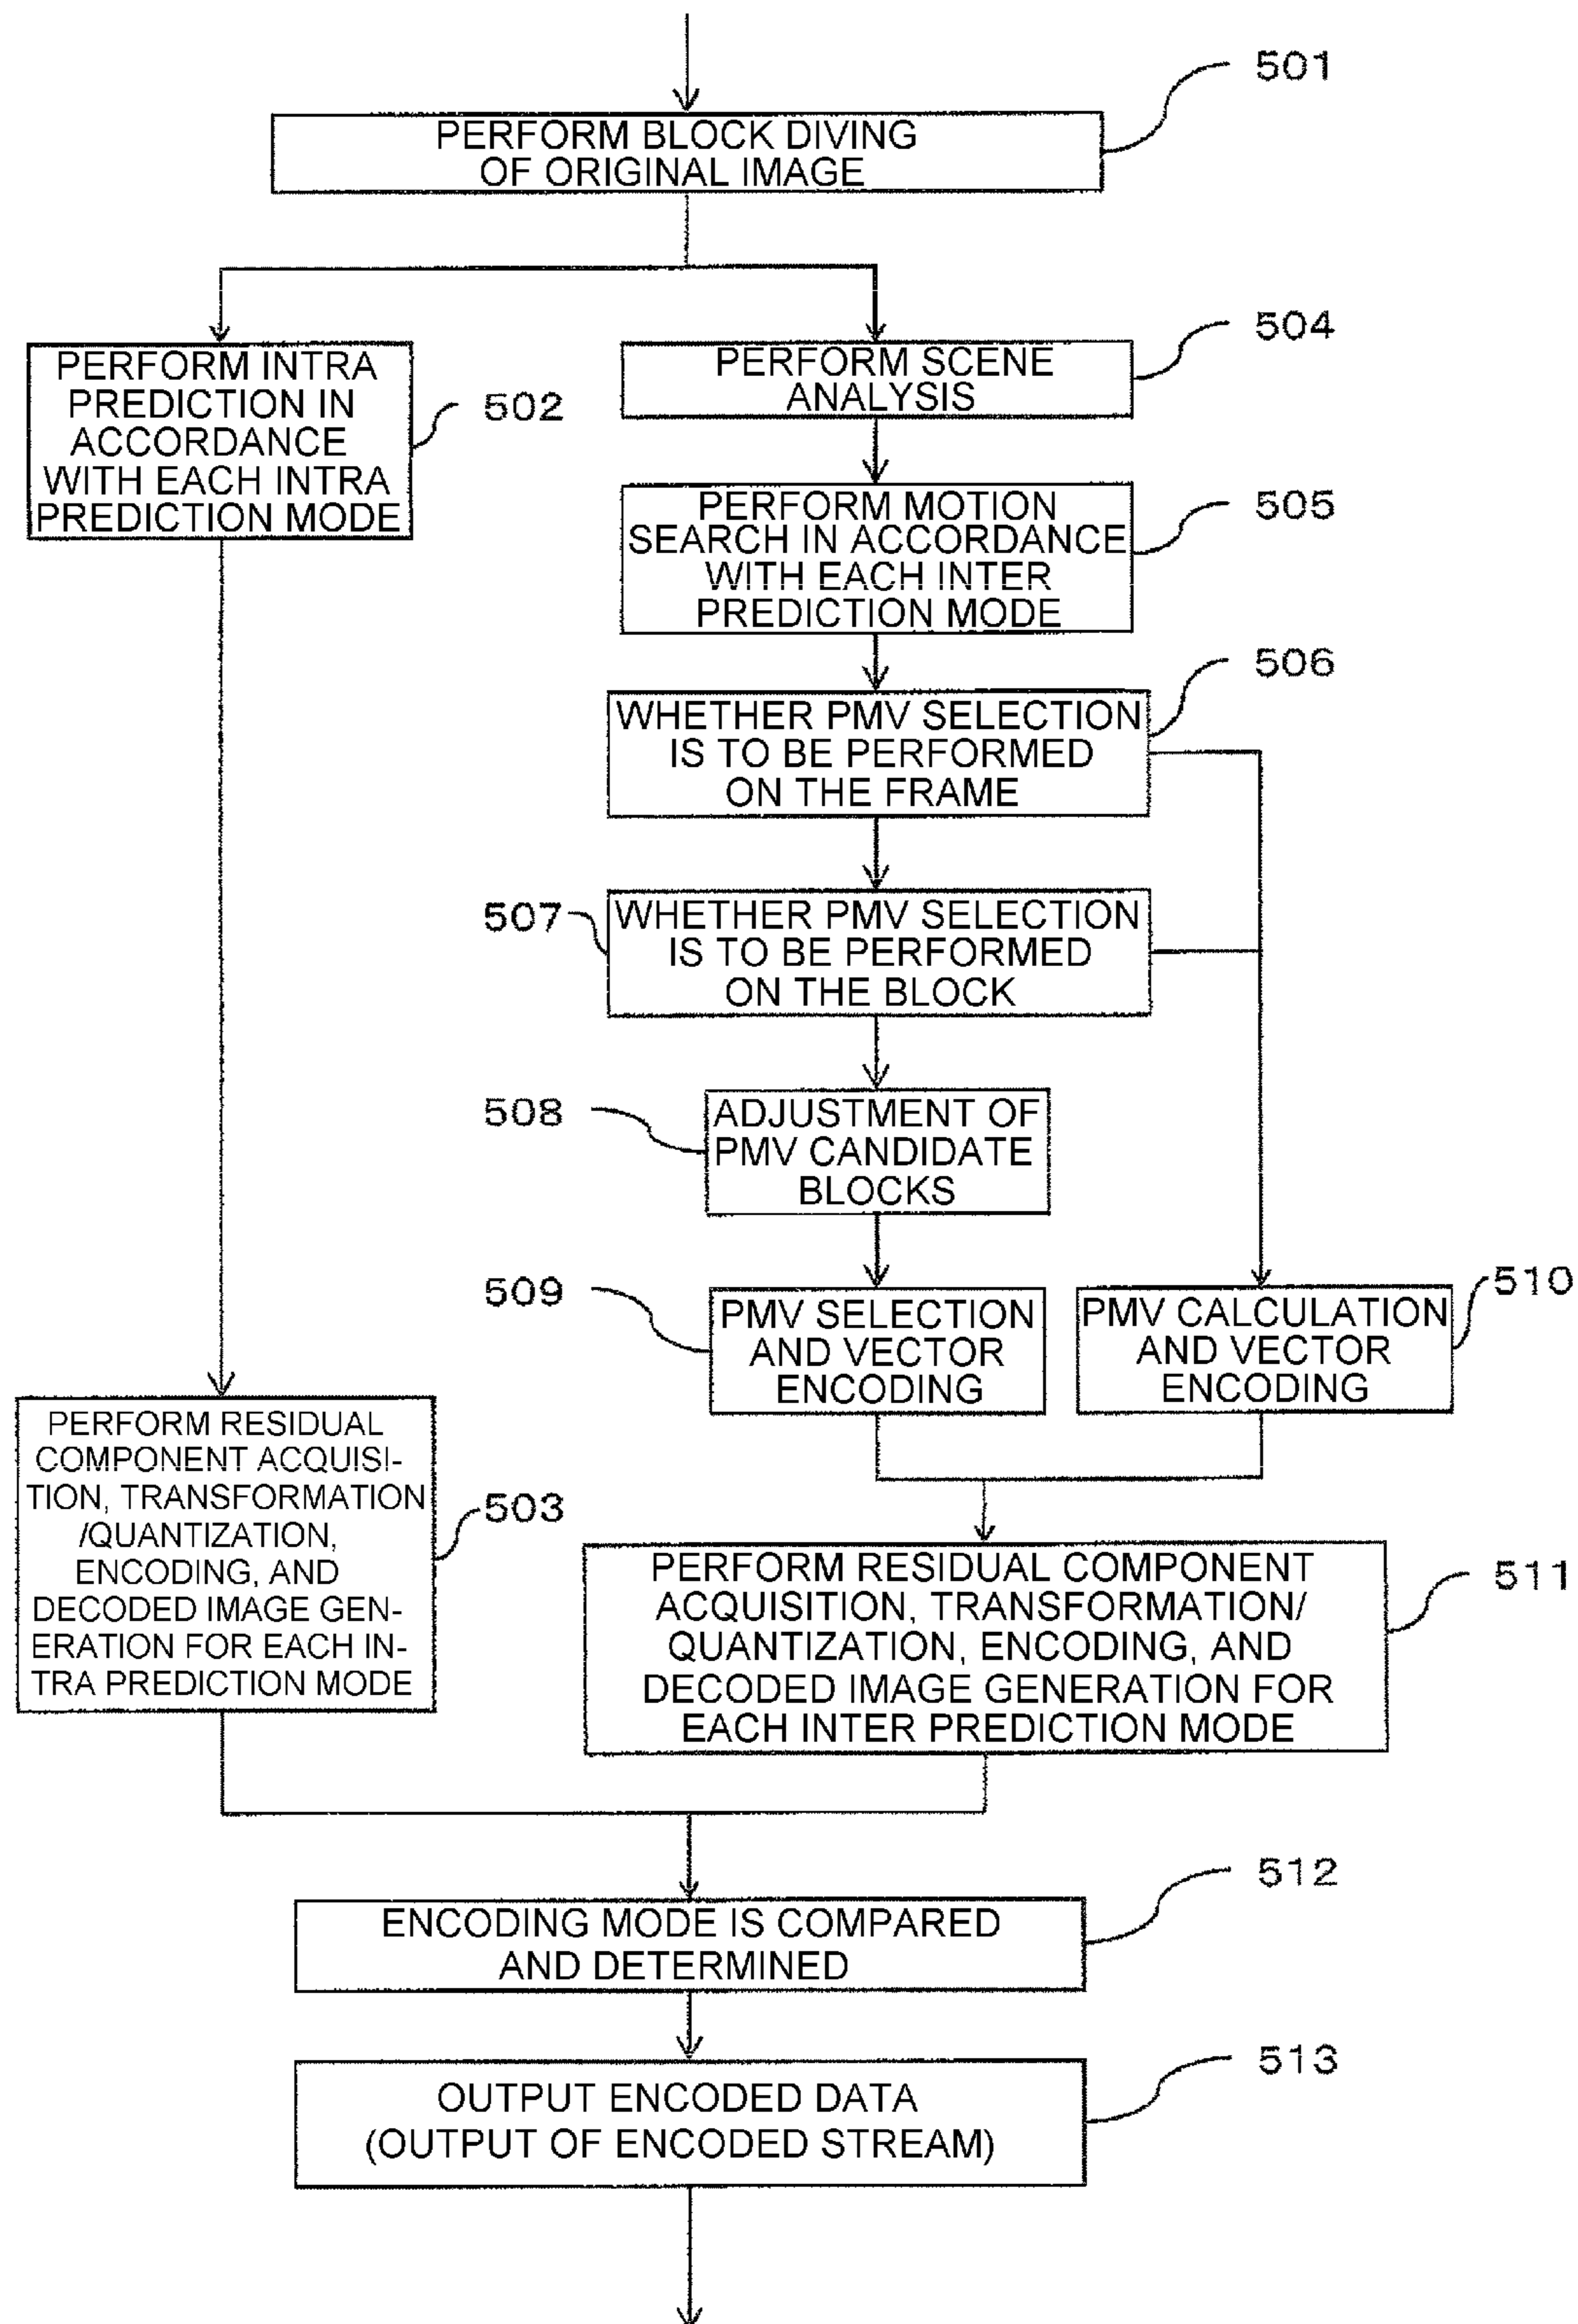 501
PERFORM BLOCK DIVING
OF ORIGINAL IMAGE
PERFORM INTRA
PREDICTION IN
ACCORDANCE
WITH EACH INTRA
PREDICTION MODE
502
504
PERFORM SCENE
ANALYSIS
505
PERFORM MOTION
SEARCH IN ACCORDANCE
WITH EACH INTER
PREDICTION MODE
506
WHETHER PMV SELECTION
IS TO BE PERFORMED
ON THE FRAME
507
WHETHER PMV SELECTION
IS TO BE PERFORMED
ON THE BLOCK
508
ADJUSTMENT OF
PMV CANDIDATE
BLOCKS
509
PMV SELECTION
AND VECTOR
ENCODING
510
PMV CALCULATION
AND VECTOR
ENCODING
PERFORM RESIDUAL
COMPONENT ACQUISI-
TION, TRANSFORMATION
/QUANTIZATION,
ENCODING, AND
DECODED IMAGE GEN-
ERATION FOR EACH IN-
TRA PREDICTION MODE
503
PERFORM RESIDUAL COMPONENT
ACQUISITION, TRANSFORMATION/
QUANTIZATION, ENCODING, AND
DECODED IMAGE GENERATION FOR
EACH INTER PREDICTION MODE
511
512
ENCODING MODE IS COMPARED
AND DETERMINED
513
OUTPUT ENCODED DATA
(OUTPUT OF ENCODED STREAM)